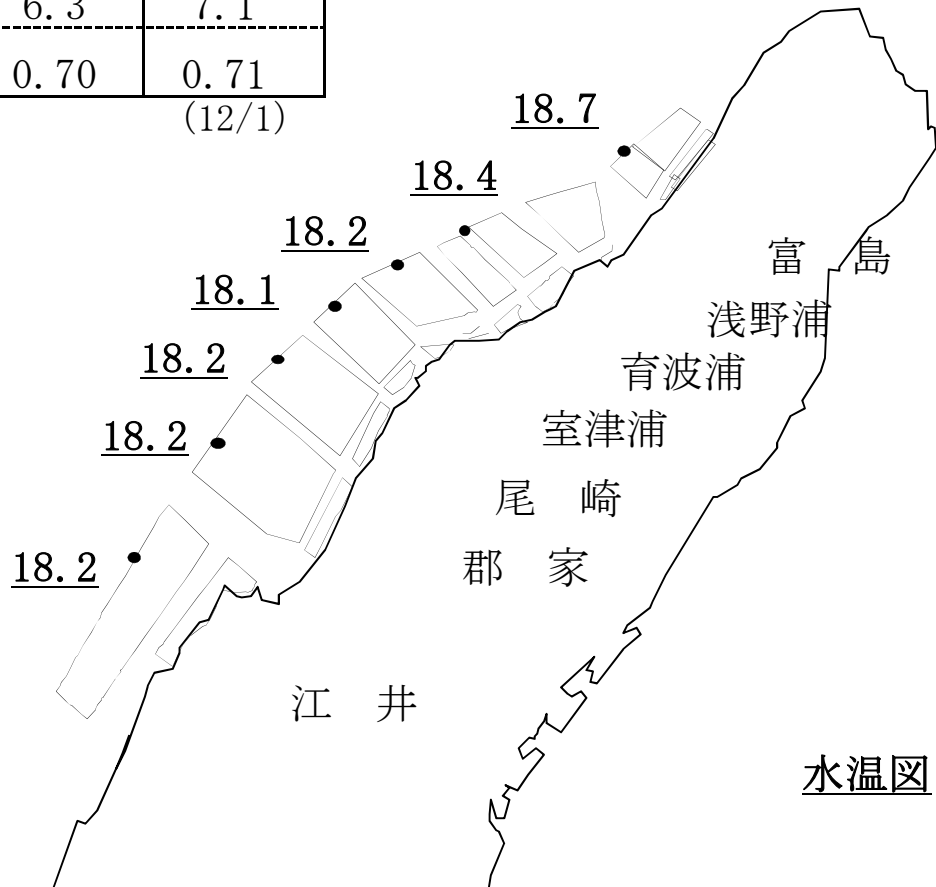 6.3 7.1
0.70 0.71
(12/1)
18.7
18.4
18.2
18.1
18.2
18.2
18.2
富 島
浅野浦
育波浦
室津浦
尾 崎
郡 家
江 井
水温図